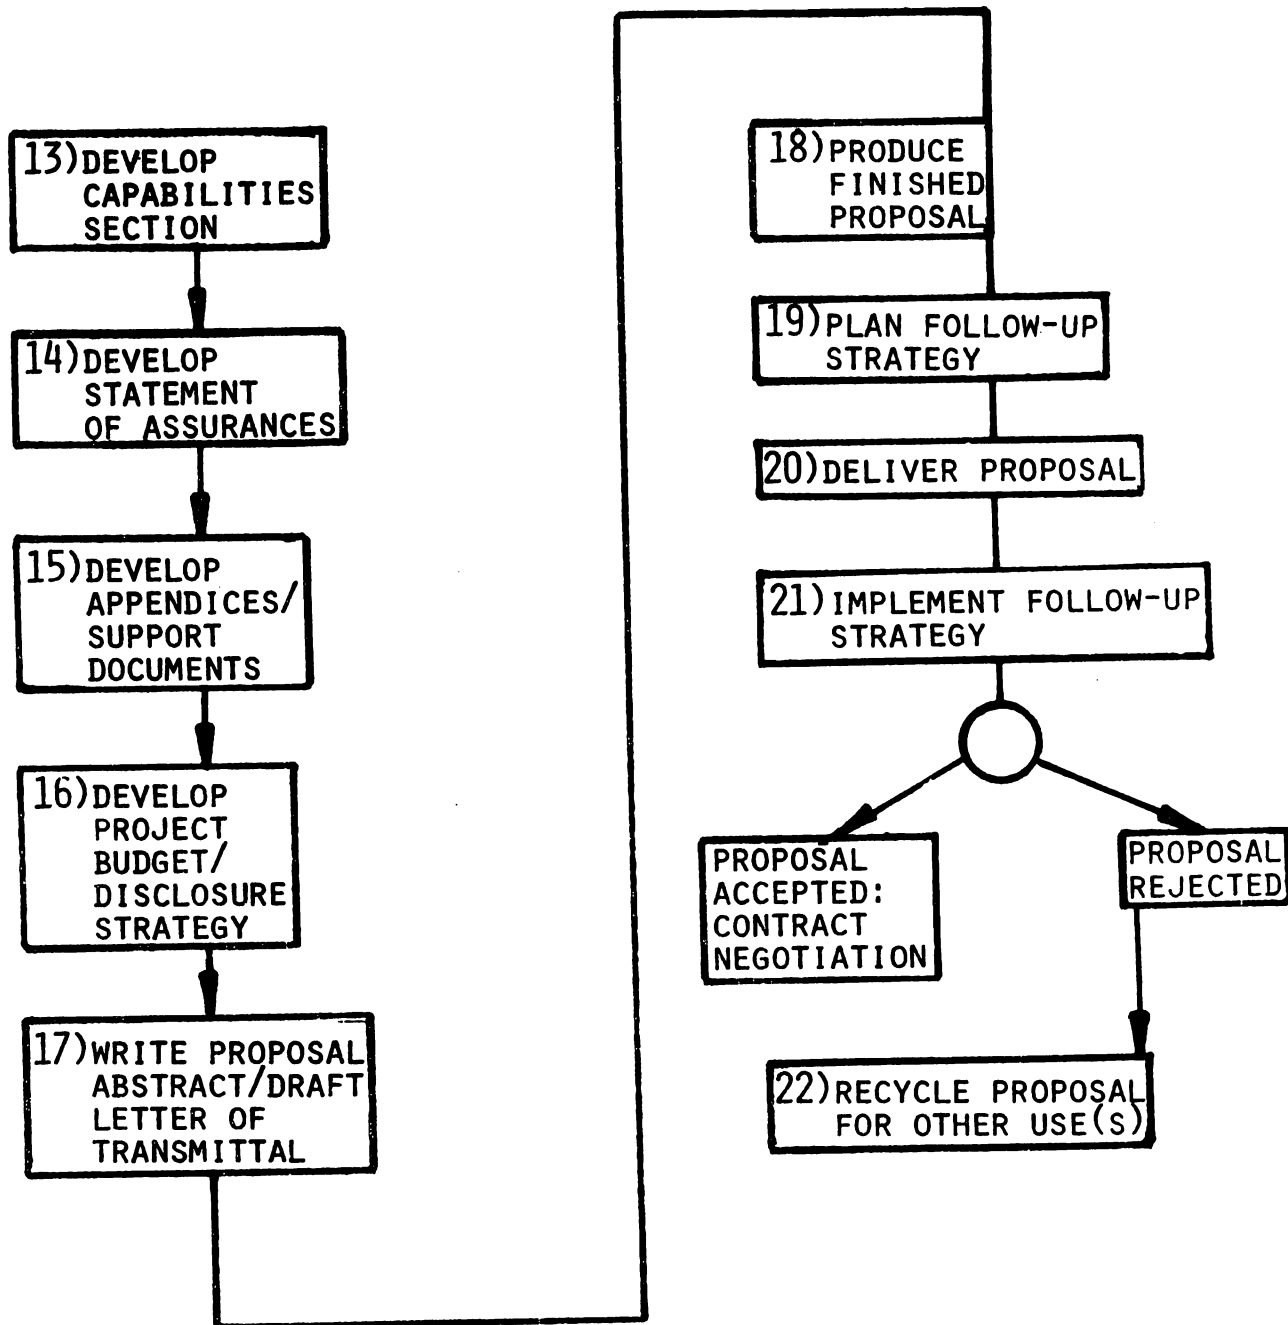 13) DEVELOP
CAPABILITIES
SECTION
14) DEVELOP
STATEMENT
OF ASSURANCES
15) DEVELOP
APPENDICES/
SUPPORT
DOCUMENTS
16) DEVELOP
PROJECT
BUDGET/
DISCLOSURE
STRATEGY
17) WRITE PROPOSAL
ABSTRACT/DRAFT
LETTER OF
TRANSMITTAL
18) PRODUCE
FINISHED
PROPOSAL
19) PLAN FOLLOW-UP
STRATEGY
20) DELIVER PROPOSAL
21) IMPLEMENT FOLLOW-UP
STRATEGY
PROPOSAL
ACCEPTED:
CONTRACT
NEGOTIATION
PROPOSAL
REJECTED
22) RECYCLE PROPOSAL
FOR OTHER USE(S)